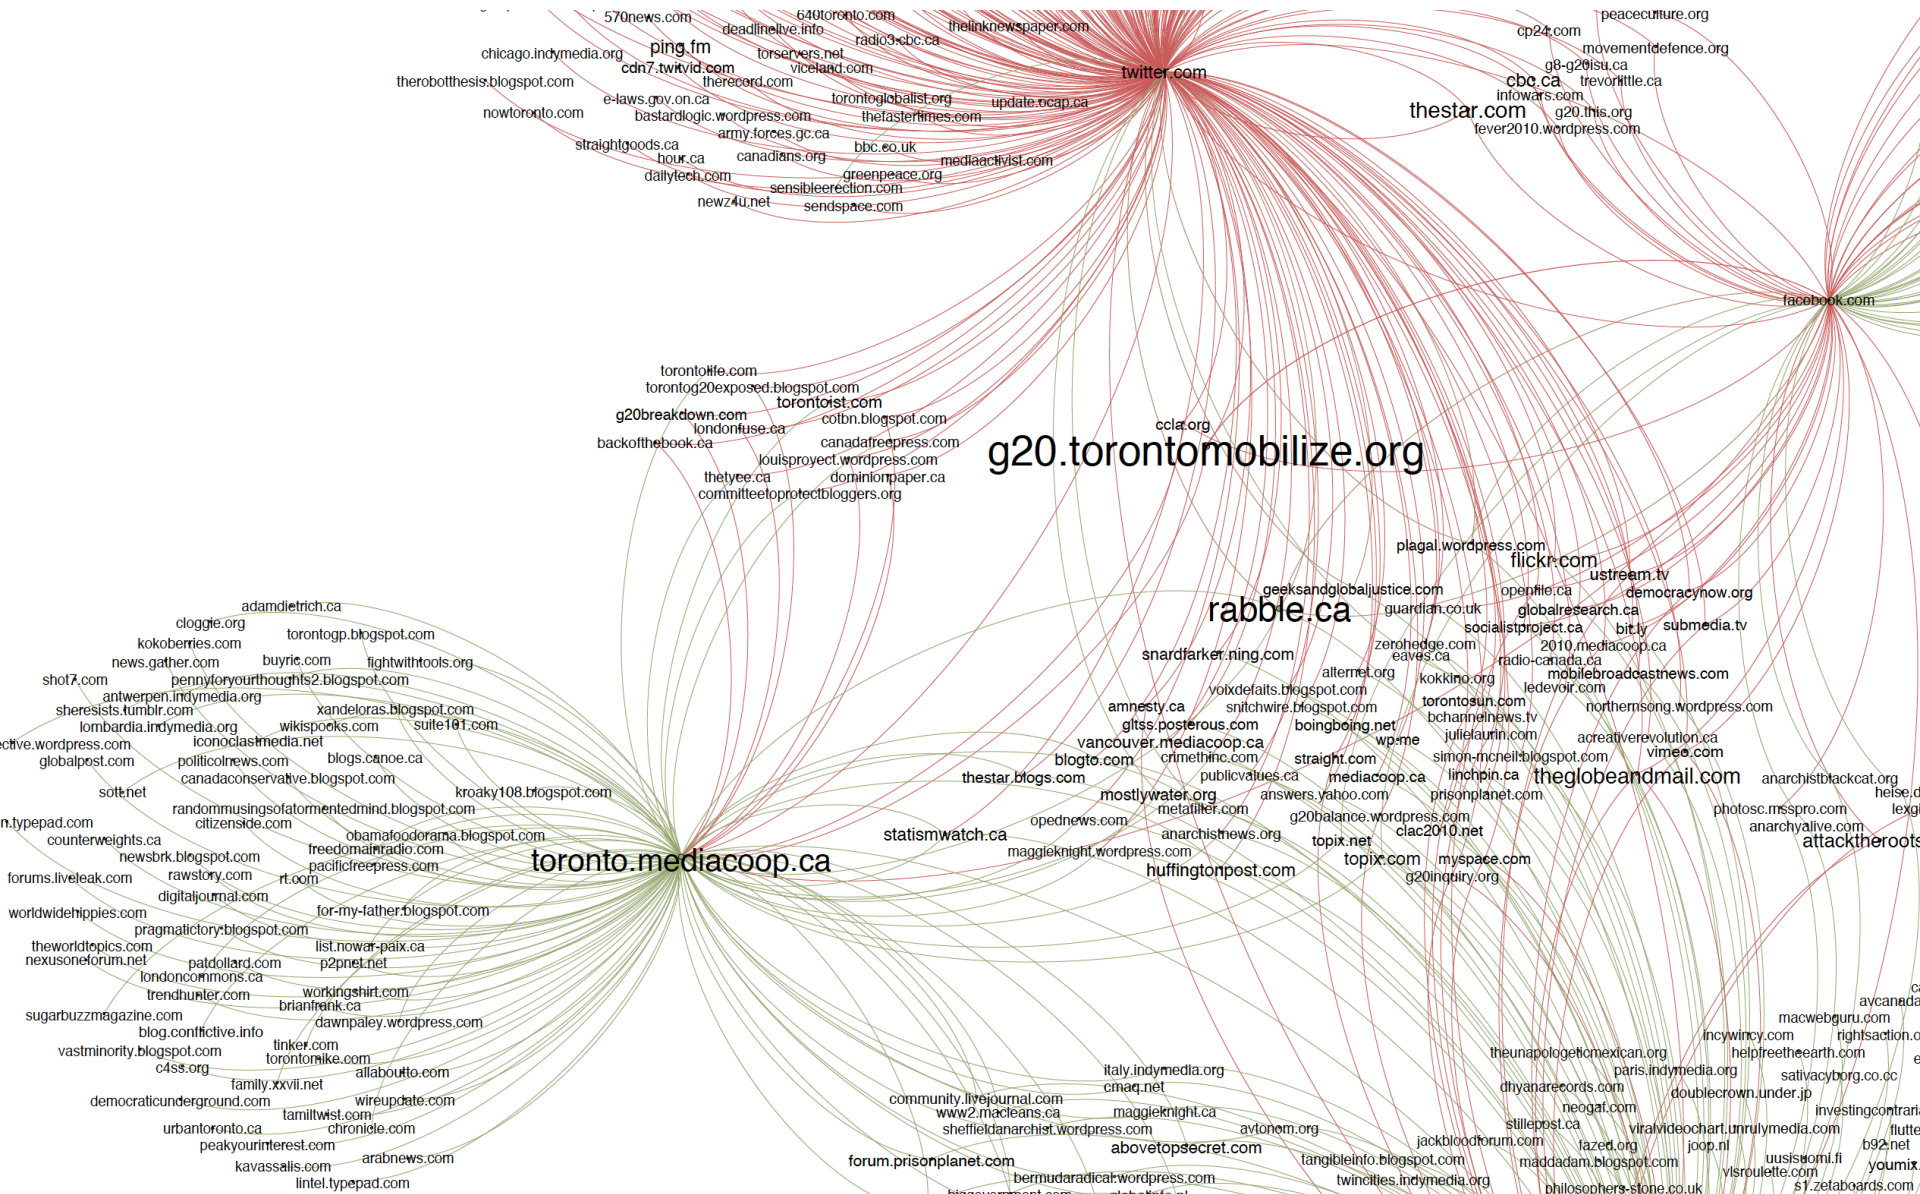 570news.com
640toronto.com
deadlinelive.info
thelinknewspaper.com
radio3.cbc.ca
chicago.indymedia.org
ping.fm
torservers.net
cdn7.twitvid.com
viceland.com
therobotthesis.blogspot.com
therecord.com
twitter.com
e-laws.gov.on.ca
torontoglobalist.org
update.ocap.ca
nowtoronto.com
bastardlogic.wordpress.com
thefastertimes.com
army.forces.gc.ca
straightgoods.ca
hour.ca
canadians.org
bbc.co.uk
mediaactivist.com
dailytech.com
greenpeace.org
sensibleerection.com
newz4u.net
sendspace.com
peaceculture.org
cp24.com
movementdefence.org
g8-g20isu.ca
cbc.ca
trevorlittle.ca
infowars.com
thestar.com
g20.this.org
fever2010.wordpress.com
facebook.com
torontolife.com
torontog20exposed.blogspot.com
torontoist.com
g20breakdown.com
cotbn.blogspot.com
londonfuse.ca
backofthebook.ca
canadafreepress.com
louisproyect.wordpress.com
thetyee.ca
dominionpaper.ca
committeetoprotectbloggers.org
ccla.org
g20.torontomobilize.org
plagal.wordpress.com
flickr.com
ustream.tv
geeksandglobaljustice.com
openfile.ca
democracynow.org
rabble.ca
guardian.co.uk
globalresearch.ca
socialistproject.ca
bit.ly
submedia.tv
zerohedge.com
2010.mediacoop.ca
snardfarker.ning.com
eaves.ca
radio-canada.ca
alternet.org
kokkino.org
mobilebroadcastnews.com
voixdefaits.blogspot.com
ledevoir.com
amnesty.ca
snitchwire.blogspot.com
torontosun.com
northernsong.wordpress.com
gltss.posterous.com
boingboing.net
bchannelnews.tv
vancouver.mediacoop.ca
wp.me
julielaurin.com
acreativerevolution.ca
blogto.com
crimethinc.com
straight.com
simon-mcneil.blogspot.com
vimeo.com
thestar.blogs.com
publicvalues.ca
mediacoop.ca
linchpin.ca
theglobeandmail.com
anarchistblackcat.org
mostlywater.org
answers.yahoo.com
prisonplanet.com
heise.d
metafilter.com
g20balance.wordpress.com
photosc.msspro.com
lexgi
opednews.com
anarchistnews.org
clac2010.net
anarchyalive.com
statismwatch.ca
topix.net
attacktheroots
maggieknight.wordpress.com
topix.com
myspace.com
huffingtonpost.com
g20inquiry.org
adamdietrich.ca
cloggie.org
torontogp.blogspot.com
kokoberries.com
news.gather.com
buyric.com
fightwithtools.org
shot7.com
pennyforyourthoughts2.blogspot.com
antwerpen.indymedia.org
sheresists.tumblr.com
xandeloras.blogspot.com
lombardia.indymedia.org
wikispooks.com
suite101.com
ctive.wordpress.com
iconoclastmedia.net
globalpost.com
politicolnews.com
blogs.canoe.ca
canadaconservative.blogspot.com
sott.net
kroaky108.blogspot.com
randommusingsofatormentedmind.blogspot.com
n.typepad.com
citizenside.com
counterweights.ca
obamafoodorama.blogspot.com
freedomainradio.com
newsbrk.blogspot.com
pacificfreepress.com
toronto.mediacoop.ca
forums.liveleak.com
rawstory.com
rt.com
digitaljournal.com
worldwidehippies.com
for-my-father.blogspot.com
pragmatictory.blogspot.com
theworldtopics.com
list.nowar-paix.ca
nexusoneforum.net
patdollard.com
p2pnet.net
londoncommons.ca
trendhunter.com
workingshirt.com
brianfrank.ca
sugarbuzzmagazine.com
dawnpaley.wordpress.com
blog.conflictive.info
vastminority.blogspot.com
tinker.com
torontomike.com
c4ss.org
allaboutto.com
family.xxvii.net
democraticunderground.com
wireupdate.com
tamiltwist.com
urbantoronto.ca
chronicle.com
peakyourinterest.com
arabnews.com
kavassalis.com
lintel.typepad.com
italy.indymedia.org
cmaq.net
community.livejournal.com
www2.macleans.ca
maggieknight.ca
sheffieldanarchist.wordpress.com
avtonom.org
abovetopsecret.com
forum.prisonplanet.com
bermudaradical.wordpress.com
avcanada
macwebguru.com
incywincy.com
rightsaction.o
theunapologeticmexican.org
helpfreetheearth.com
paris.indymedia.org
sativacyborg.co.cc
dhyanarecords.com
doublecrown.under.jp
neogaf.com
investingcontraria
stillepost.ca
viralvideochart.unrulymedia.com
flutte
jackbloodforum.com
fazed.org
joop.nl
b92.net
tangibleinfo.blogspot.com
maddadam.blogspot.com
uusisuomi.fi
youmix.
vlsroulette.com
twincities.indymedia.org
philosophers-stone.co.uk
s1.zetaboards.com